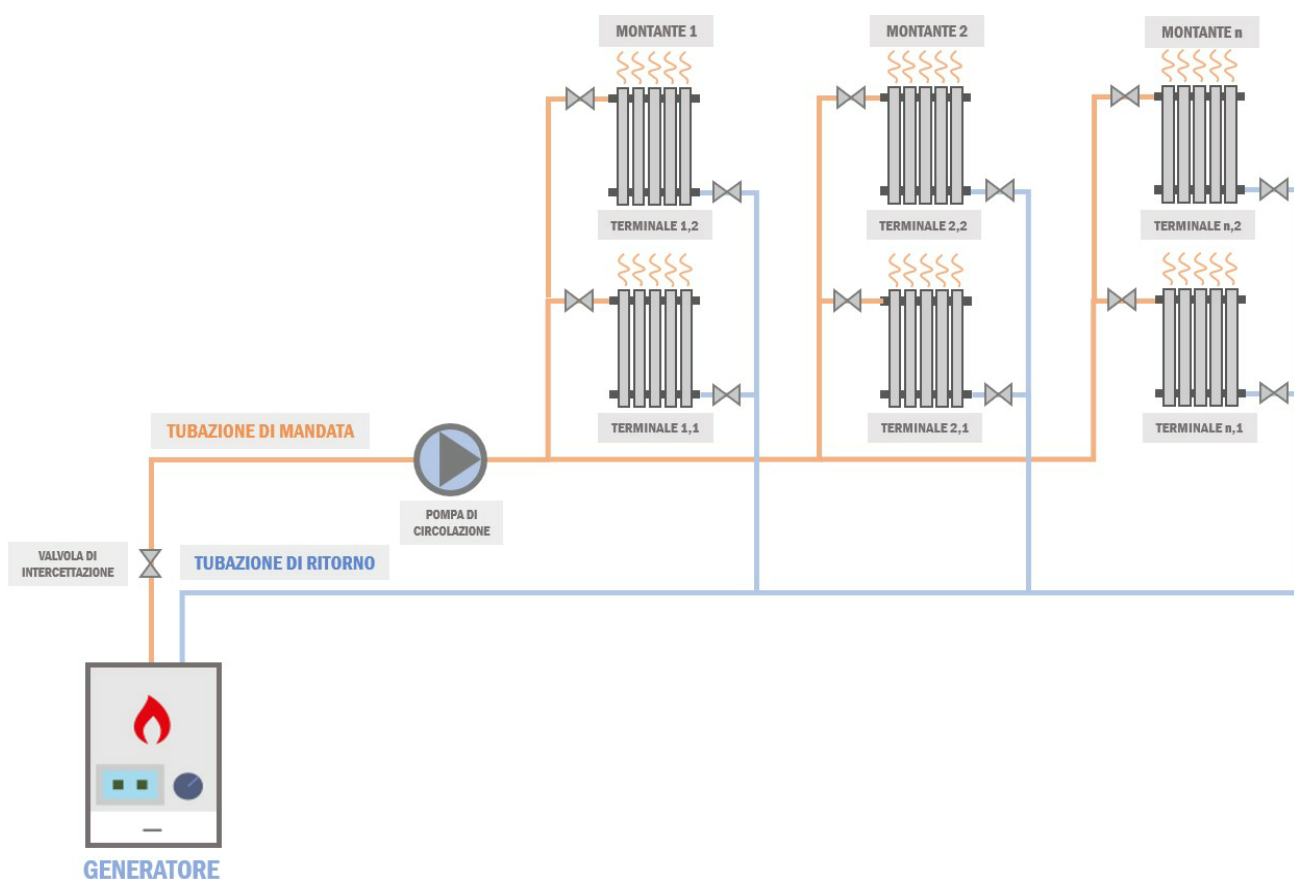 MONTANTE 1
MONTANTE 2
MONTANTE n
TERMINALE 1,2
TERMINALE 2,2
TERMINALE n,2
TERMINALE 1,1
TERMINALE 2,1
TERMINALE n,1
TUBAZIONE DI MANDATA
POMPA DI
CIRCOLAZIONE
VALVOLA DI
INTERCETTAZIONE
TUBAZIONE DI RITORNO
GENERATORE